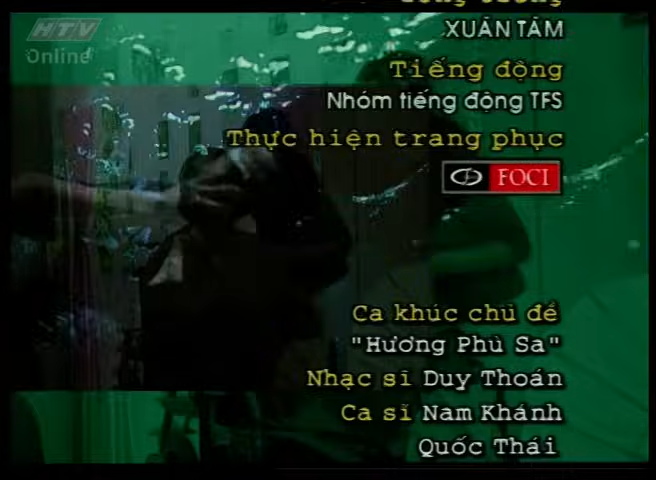 HTV
Online
XUÂN TÂM
Tiếng động
Nhóm tiếng động TFS
Thực hiện trang phục
FOCI
Ca khúc chủ đề
"Hương Phù Sa"
Nhạc sĩ Duy Thoán
Ca sĩ Nam Khánh
Quốc Thái